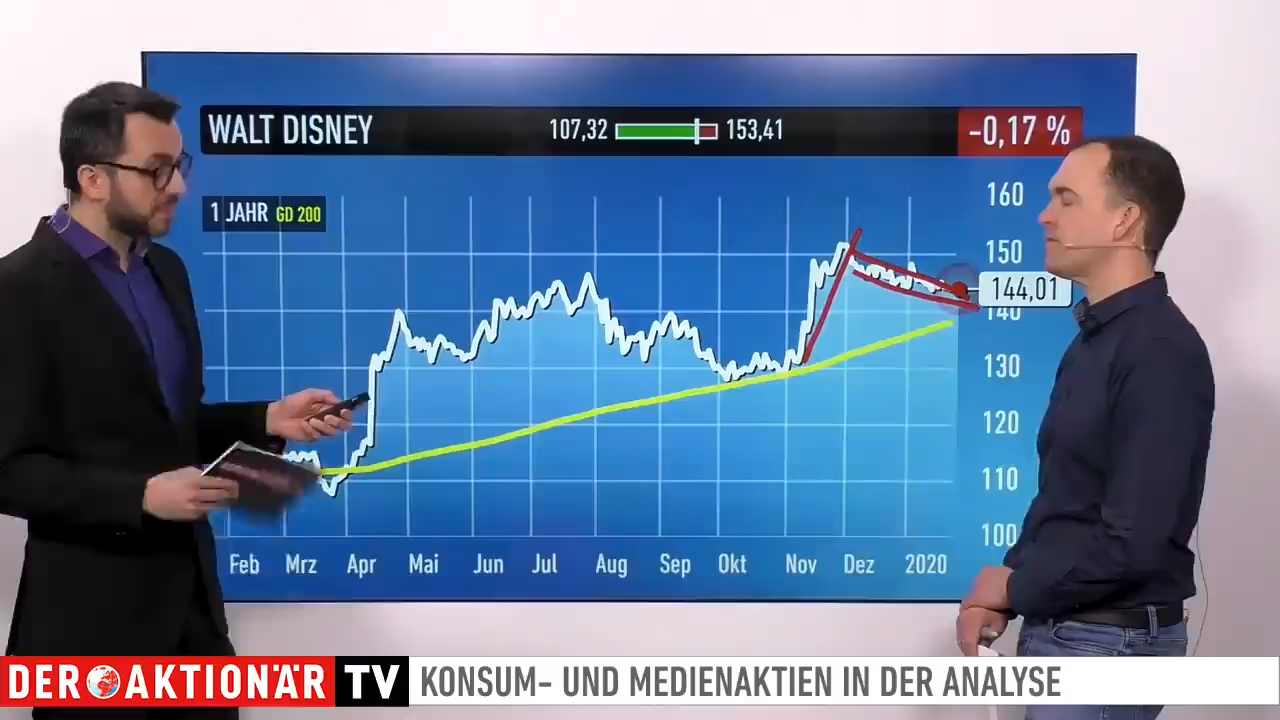 WALT DISNEY 107,32 153,41 -0,17 %
1 JAHR GD 200
160
150
144,01
140
130
120
110
100
Feb Mrz Apr Mai Jun Jul Aug Sep Okt Nov Dez 2020
DER AKTIONÄR TV KONSUM- UND MEDIENAKTIEN IN DER ANALYSE